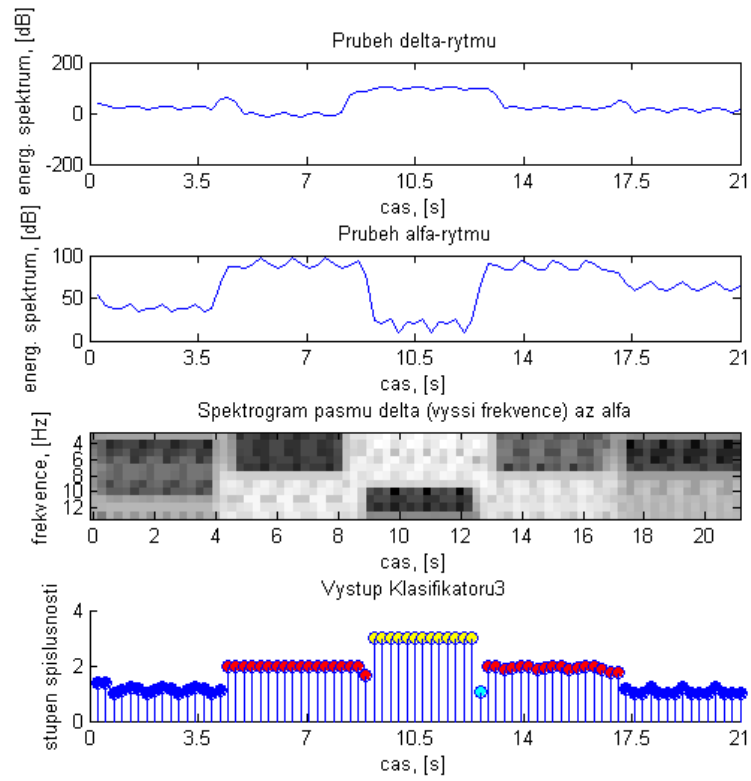 Prubeh delta-rytmu
energ. spektrum, [dB]
200
0
-200
0 3.5 7 10.5 14 17.5 21
cas, [s]
Prubeh alfa-rytmu
energ. spektrum, [dB]
100
50
0
0 3.5 7 10.5 14 17.5 21
cas, [s]
Spektrogram pasmu delta (vyssi frekvence) az alfa
frekvence, [Hz]
4
6
8
10
12
0 2 4 6 8 10 12 14 16 18 20
cas, [s]
Vystup Klasifikatoru3
stupen spislusnosti
4
2
0
0 3.5 7 10.5 14 17.5 21
cas, [s]